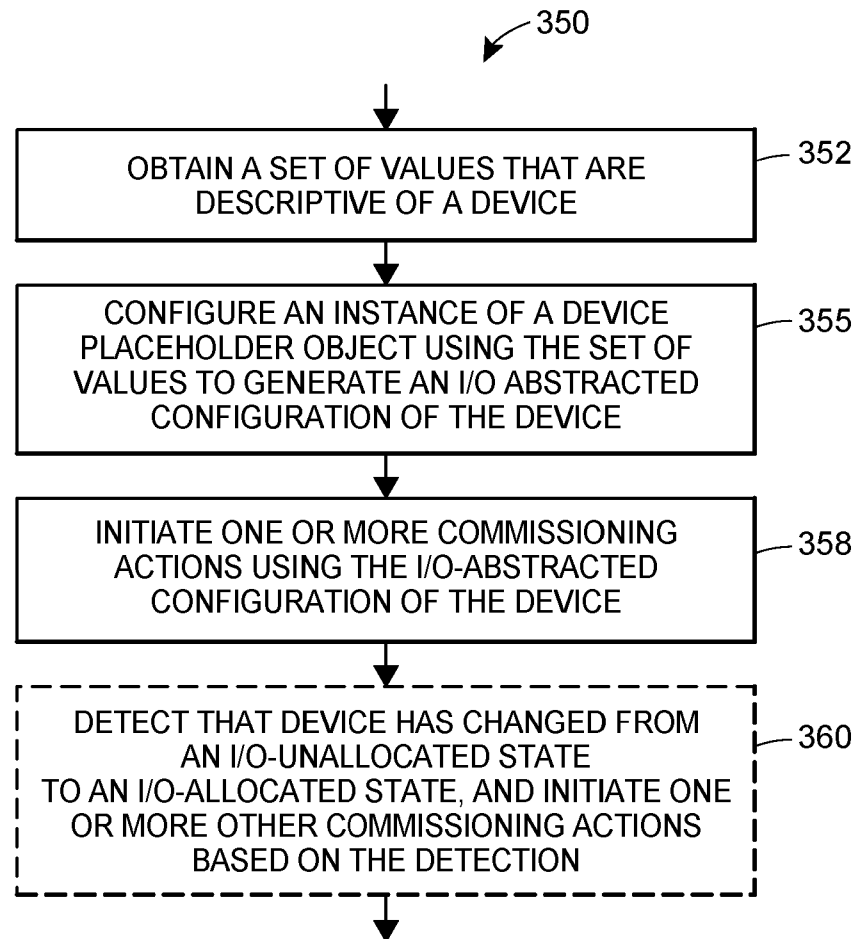 350
OBTAIN A SET OF VALUES THAT ARE
DESCRIPTIVE OF A DEVICE
352
CONFIGURE AN INSTANCE OF A DEVICE
PLACEHOLDER OBJECT USING THE SET OF
VALUES TO GENERATE AN I/O ABSTRACTED
CONFIGURATION OF THE DEVICE
355
INITIATE ONE OR MORE COMMISSIONING
ACTIONS USING THE I/O-ABSTRACTED
CONFIGURATION OF THE DEVICE
358
DETECT THAT DEVICE HAS CHANGED FROM
AN I/O-UNALLOCATED STATE
TO AN I/O-ALLOCATED STATE, AND INITIATE ONE
OR MORE OTHER COMMISSIONING ACTIONS
BASED ON THE DETECTION
360